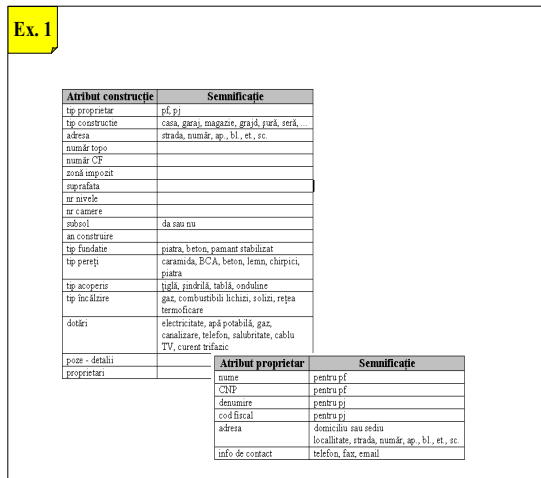 Ex. 1
Atribut construcție Semnificație
tip proprietar pf, pj
tip constructie casa, garaj, magazie, grajd, șură, seră, ...
adresa strada, număr, ap., bl., et., sc.
număr topo
număr CF
zonă impozit
suprafata
nr nivele
nr camere
subsol da sau nu
an construire
tip fundatie piatra, beton, pamant stabilizat
tip pereți caramida, BCA, beton, lemn, chirpici,
piatra
tip acoperis țiglă, șindrilă, tablă, onduline
tip încălzire gaz, combustibili lichizi, solizi, rețea
termoficare
dotări electricitate, apă potabilă, gaz,
canalizare, telefon, salubritate, cablu
TV, curent trifazic
poze - detalii
proprietari
Atribut proprietar Semnificație
nume pentru pf
CNP pentru pf
denumire pentru pj
cod fiscal pentru pj
adresa domiciliu sau sediu
locallitate, strada, număr, ap., bl., et., sc.
info de contact telefon, fax, email